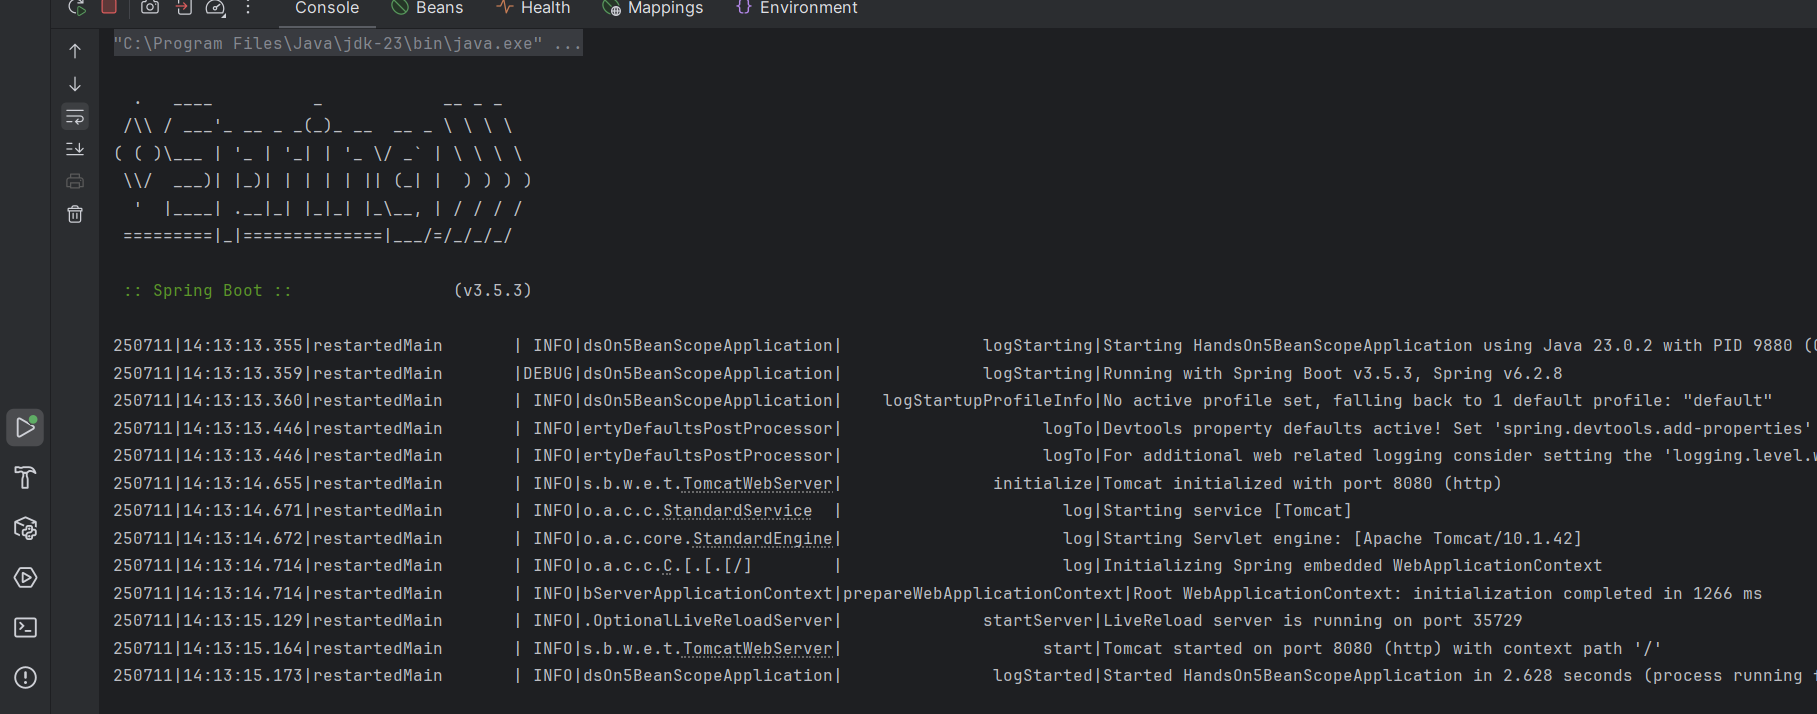 Console Beans Health Mappings Environment
"C:\Program Files\Java\jdk-23\bin\java.exe" ...
  .   ____          _            __ _ _
 /\\ / ___'_ __ _ _(_)_ __  __ _ \ \ \ \
( ( )\___ | '_ | '_| | '_ \/ _` | \ \ \ \
 \\/  ___)| |_)| | | | | || (_| |  ) ) ) )
  '  |____| .__|_| |_|_| |_\__, | / / / /
 =========|_|==============|___/=/_/_/_/
 :: Spring Boot ::                (v3.5.3)
250711|14:13:13.355|restartedMain       | INFO|dsOn5BeanScopeApplication|              logStarting|Starting HandsOn5BeanScopeApplication using Java 23.0.2 with PID 9880 (
250711|14:13:13.359|restartedMain       |DEBUG|dsOn5BeanScopeApplication|              logStarting|Running with Spring Boot v3.5.3, Spring v6.2.8
250711|14:13:13.360|restartedMain       | INFO|dsOn5BeanScopeApplication|    logStartupProfileInfo|No active profile set, falling back to 1 default profile: "default"
250711|14:13:13.446|restartedMain       | INFO|ertyDefaultsPostProcessor|                    logTo|Devtools property defaults active! Set 'spring.devtools.add-properties'
250711|14:13:13.446|restartedMain       | INFO|ertyDefaultsPostProcessor|                    logTo|For additional web related logging consider setting the 'logging.level.
250711|14:13:14.655|restartedMain       | INFO|s.b.w.e.t.TomcatWebServer|               initialize|Tomcat initialized with port 8080 (http)
250711|14:13:14.671|restartedMain       | INFO|o.a.c.c.StandardService  |                      log|Starting service [Tomcat]
250711|14:13:14.672|restartedMain       | INFO|o.a.c.core.StandardEngine|                      log|Starting Servlet engine: [Apache Tomcat/10.1.42]
250711|14:13:14.714|restartedMain       | INFO|o.a.c.c.C.[.[.[/]        |                      log|Initializing Spring embedded WebApplicationContext
250711|14:13:14.714|restartedMain       | INFO|bServerApplicationContext|prepareWebApplicationContext|Root WebApplicationContext: initialization completed in 1266 ms
250711|14:13:15.129|restartedMain       | INFO|.OptionalLiveReloadServer|              startServer|LiveReload server is running on port 35729
250711|14:13:15.164|restartedMain       | INFO|s.b.w.e.t.TomcatWebServer|                    start|Tomcat started on port 8080 (http) with context path '/'
250711|14:13:15.173|restartedMain       | INFO|dsOn5BeanScopeApplication|               logStarted|Started HandsOn5BeanScopeApplication in 2.628 seconds (process running